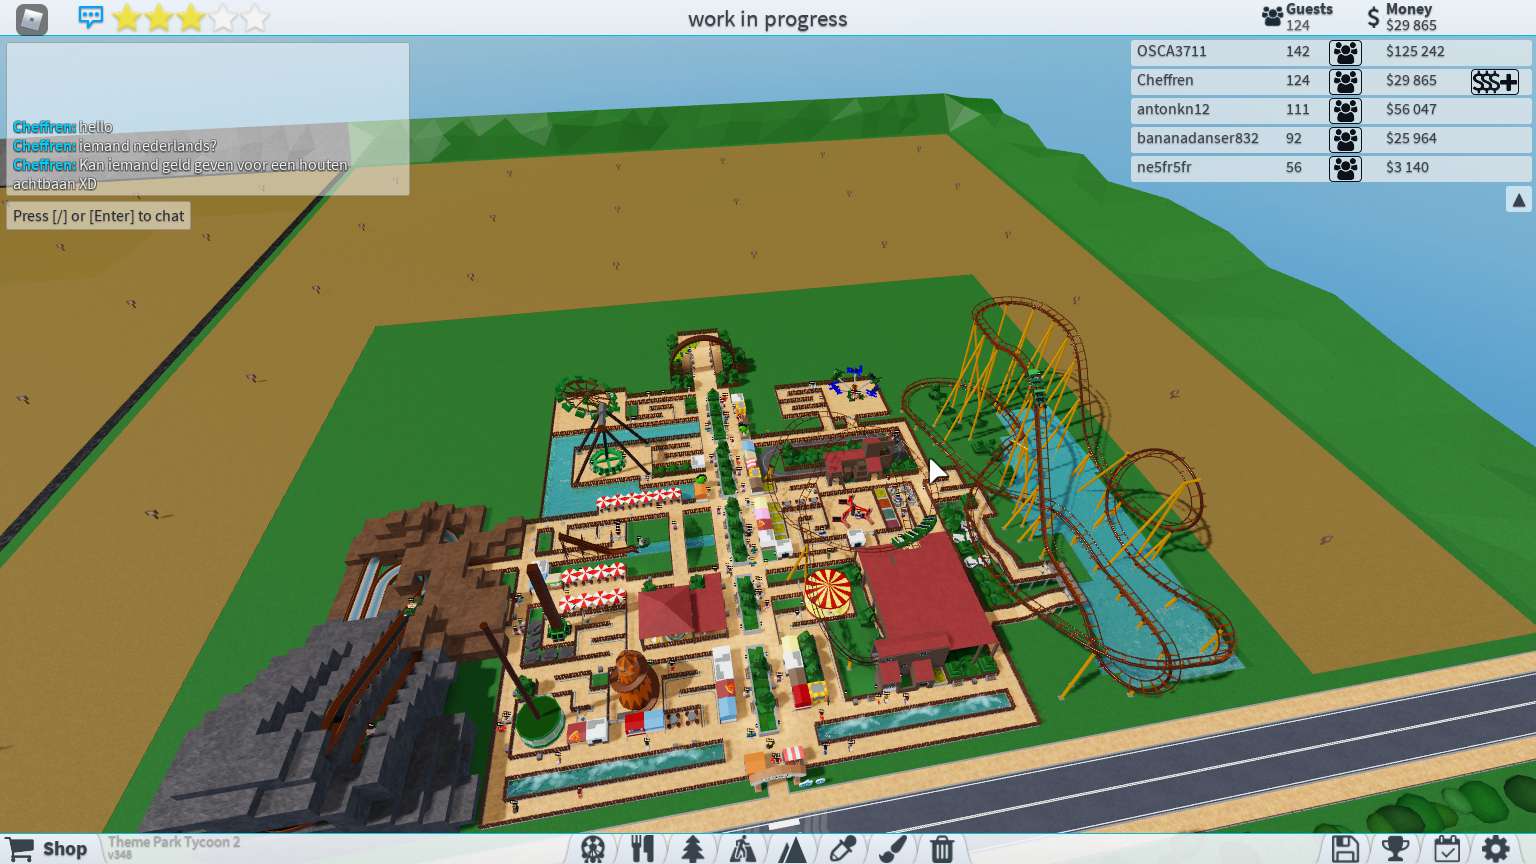 work in progress
Guests
124
Money
$29 865
OSCA3711 142 $125 242
Cheffren 124 $29 865 $$$+
antonkn12 111 $56 047
bananadanser832 92 $25 964
ne5fr5fr 56 $3 140
Cheffren: hello
Cheffren: iemand nederlands?
Cheffren: Kan iemand geld geven voor een houten
achtbaan XD
Press [/] or [Enter] to chat
Shop
Theme Park Tycoon 2
v348